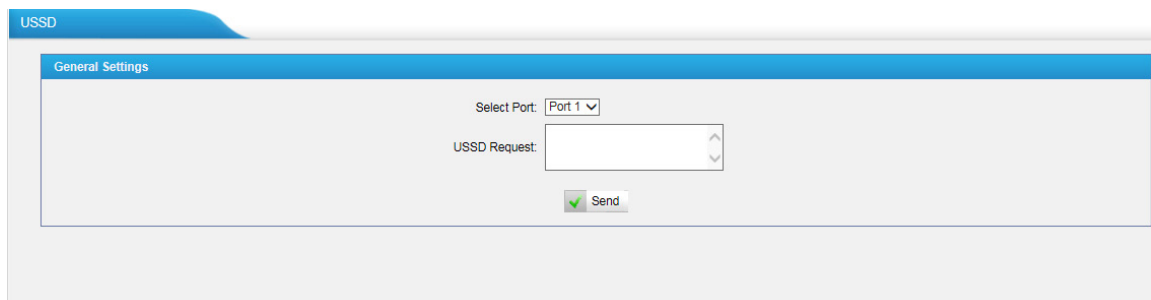 USSD
General Settings
Select Port: Port 1
USSD Request:
Send